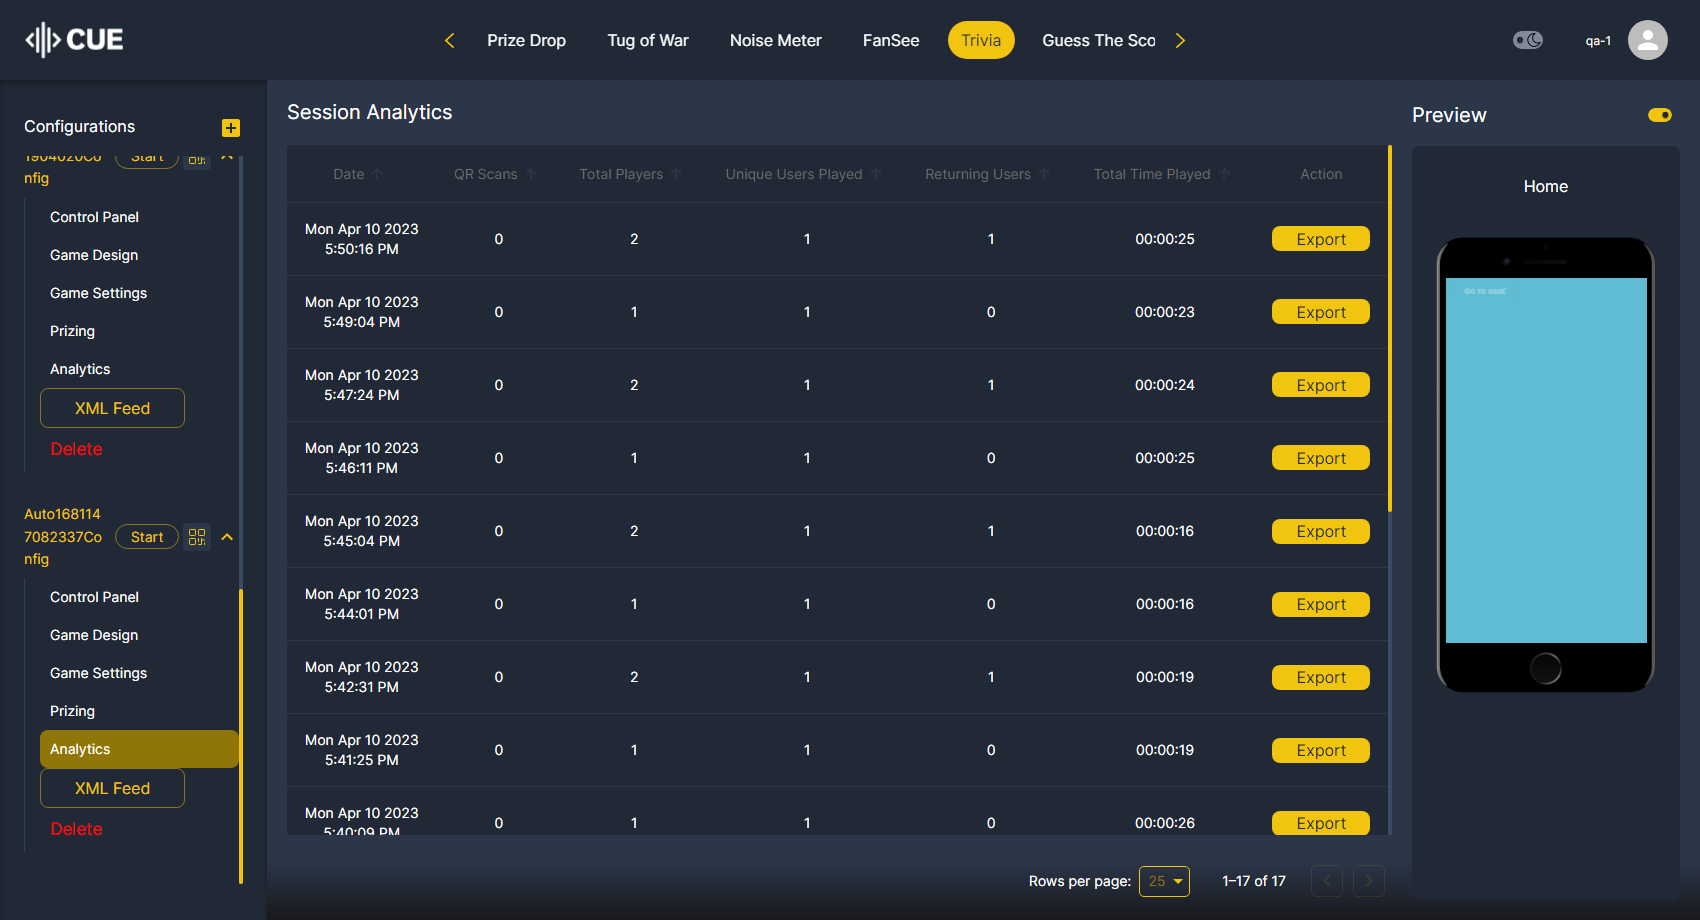 CUE
Prize Drop
Tug of War
Noise Meter
FanSee
Trivia
Guess The Sco
qa-1
Configurations
1904020Co
nfig
Start
Control Panel
Game Design
Game Settings
Prizing
Analytics
XML Feed
Delete
Auto168114
7082337Co
nfig
Start
Control Panel
Game Design
Game Settings
Prizing
Analytics
XML Feed
Delete
Session Analytics
Date QR Scans Total Players Unique Users Played Returning Users Total Time Played Action
Mon Apr 10 2023
5:50:16 PM
0 2 1 1 00:00:25 Export
Mon Apr 10 2023
5:49:04 PM
0 1 1 0 00:00:23 Export
Mon Apr 10 2023
5:47:24 PM
0 2 1 1 00:00:24 Export
Mon Apr 10 2023
5:46:11 PM
0 1 1 0 00:00:25 Export
Mon Apr 10 2023
5:45:04 PM
0 2 1 1 00:00:16 Export
Mon Apr 10 2023
5:44:01 PM
0 1 1 0 00:00:16 Export
Mon Apr 10 2023
5:42:31 PM
0 2 1 1 00:00:19 Export
Mon Apr 10 2023
5:41:25 PM
0 1 1 0 00:00:19 Export
Mon Apr 10 2023
5:40:09 PM
0 1 1 0 00:00:26 Export
Rows per page: 25 1–17 of 17
Preview
Home
GO TO GAME